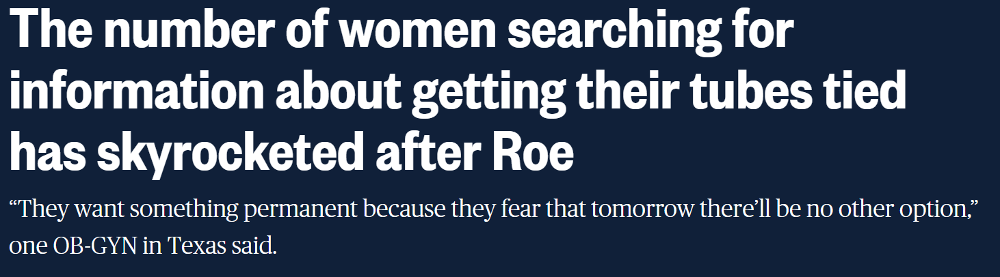 The number of women searching for
information about getting their tubes tied
has skyrocketed after Roe
“They want something permanent because they fear that tomorrow there’ll be no other option,”
one OB-GYN in Texas said.